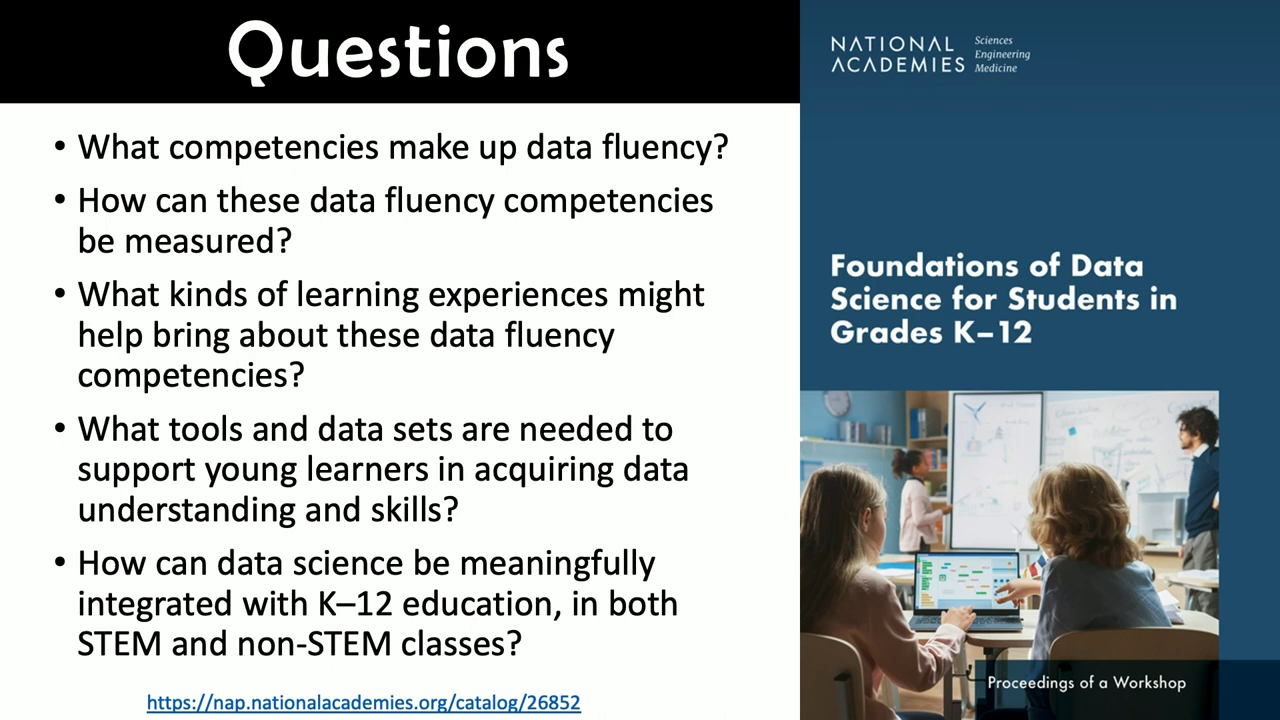 Questions
• What competencies make up data fluency?
• How can these data fluency competencies
be measured?
• What kinds of learning experiences might
help bring about these data fluency
competencies?
• What tools and data sets are needed to
support young learners in acquiring data
understanding and skills?
• How can data science be meaningfully
integrated with K–12 education, in both
STEM and non-STEM classes?
https://nap.nationalacademies.org/catalog/26852
NATIONAL
ACADEMIES
Sciences
Engineering
Medicine
Foundations of Data
Science for Students in
Grades K–12
Proceedings of a Workshop